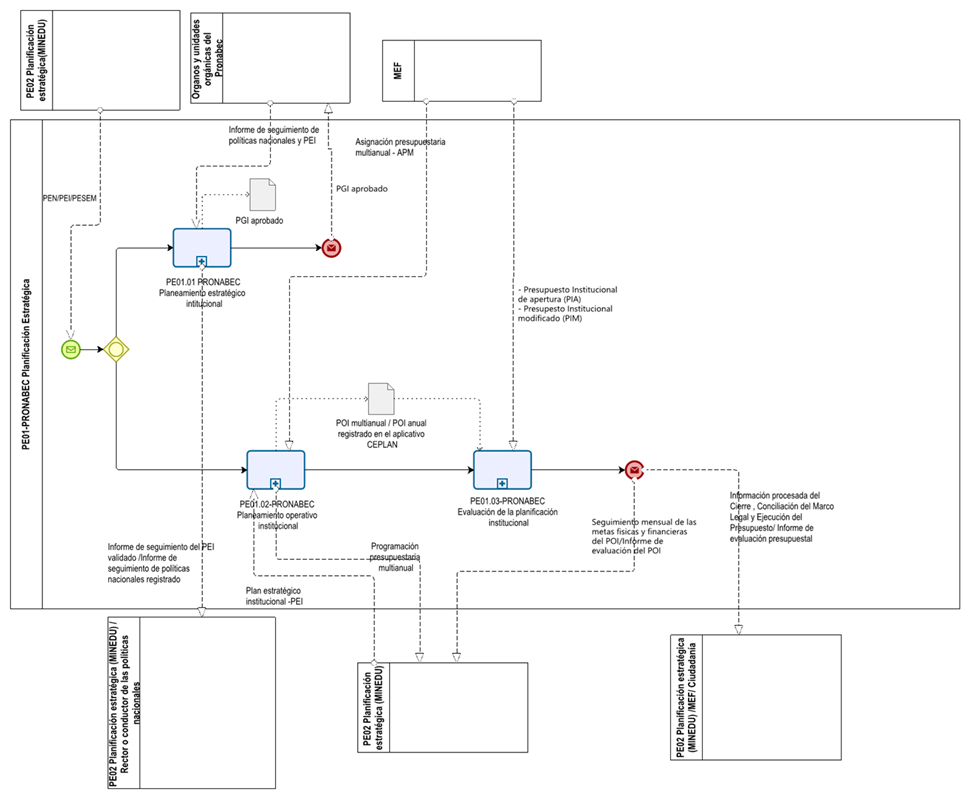 PE02 Planificación
estratégica(MINEDU)
Órganos y unidades
orgánicas del
Pronabec
MEF
Informe de seguimiento de
políticas nacionales y PEI
Asignación presupuestaria
multianual - APM
PEN/PEI/PESEM
PGI aprobado
PGI aprobado
PE01.01 PRONABEC
Planeamiento estratégico
intitucional
- Presupuesto Institucional
de apertura (PIA)
- Presupesto Institucional
modificado (PIM)
PE01-PRONABEC Planificación Estratégica
POI multianual / POI anual
registrado en el aplicativo
CEPLAN
PE01.02-PRONABEC
Planeamiento operativo
institucional
PE01.03-PRONABEC
Evaluación de la planificación
institucional
Información procesada del
Cierre , Conciliación del Marco
Legal y Ejecución del
Presupuesto/ Informe de
evaluación presupuestal
Seguimiento mensual de las
metas fisicas y financieras
del POI/Informe de
evaluación del POI
Informe de seguimiento del PEI
validado /Informe de
seguimiento de políticas
nacionales registrado
Programación
presupuestaria
multianual
Plan estratégico
institucional -PEI
PE02 Planificación estratégica (MINEDU) /
Rector o conductor de las políticas
nacionales
PE02 Planificación
estratégica (MINEDU)
PE02 Planificación estratégica
(MINEDU) /MEF/ Ciudadanía